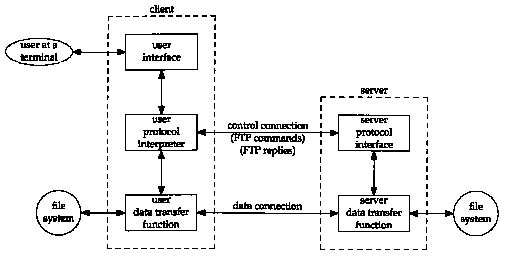 client
user at a
terminal
user
interface
server
user
protocol
interpreter
control connection
(FTP commands)
(FTP replies)
server
protocol
interface
file
system
user
data transfer
function
data connection
server
data transfer
function
file
system